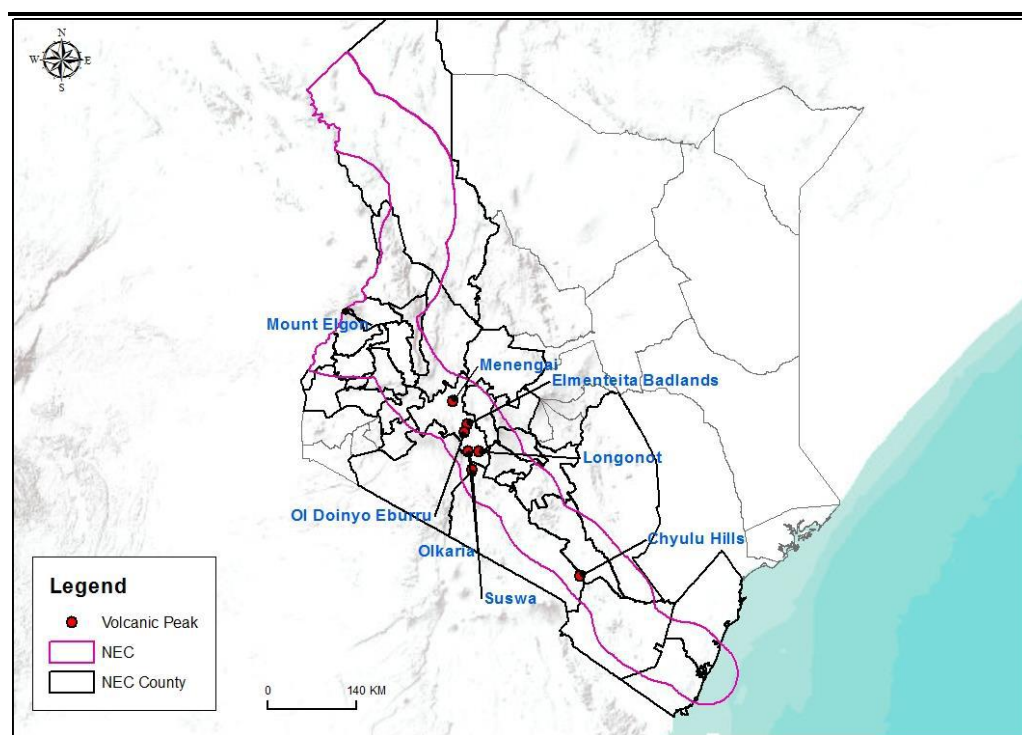 N
W E
S
Mount Elgon
Menengai
Elmenteita Badlands
Longonot
Ol Doinyo Eburru
Olkaria
Chyulu Hills
Suswa
Legend
Volcanic Peak
NEC
NEC County
0 140 KM